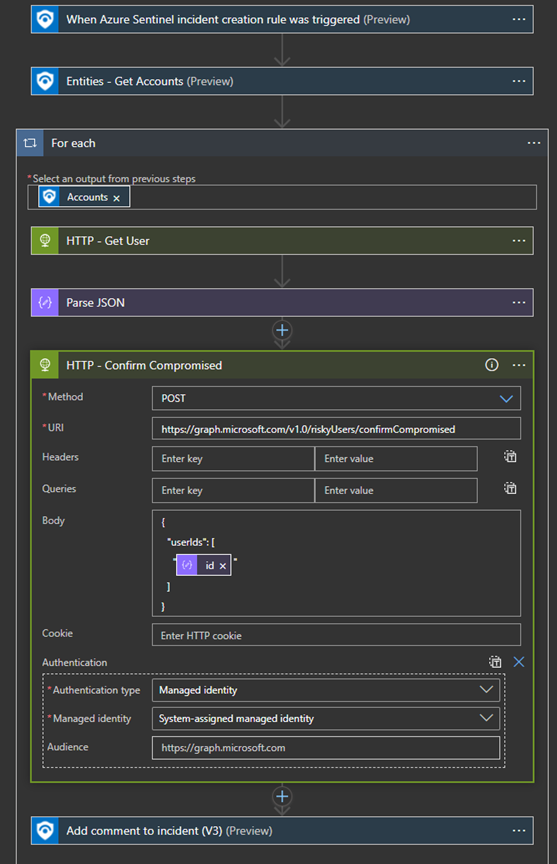 When Azure Sentinel incident creation rule was triggered (Preview)
Entities - Get Accounts (Preview)
For each
*Select an output from previous steps
Accounts
HTTP - Get User
Parse JSON
HTTP - Confirm Compromised
*Method
POST
*URI
https://graph.microsoft.com/v1.0/riskyUsers/confirmCompromised
Headers
Enter key
Enter value
Queries
Enter key
Enter value
Body
{
"userIds": [
" id "
]
}
Cookie
Enter HTTP cookie
Authentication
*Authentication type
Managed identity
*Managed identity
System-assigned managed identity
Audience
https://graph.microsoft.com
Add comment to incident (V3) (Preview)